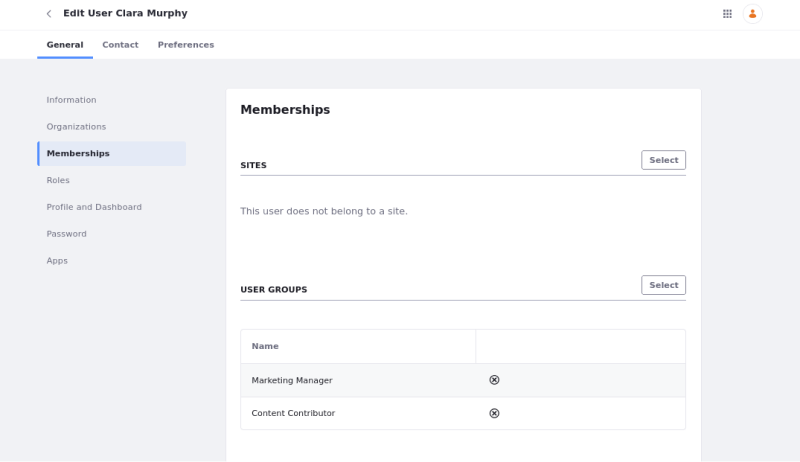 Edit User Clara Murphy
General Contact Preferences
Information
Organizations
Memberships
Roles
Profile and Dashboard
Password
Apps
Memberships
SITES Select
This user does not belong to a site.
USER GROUPS Select
Name
Marketing Manager
Content Contributor